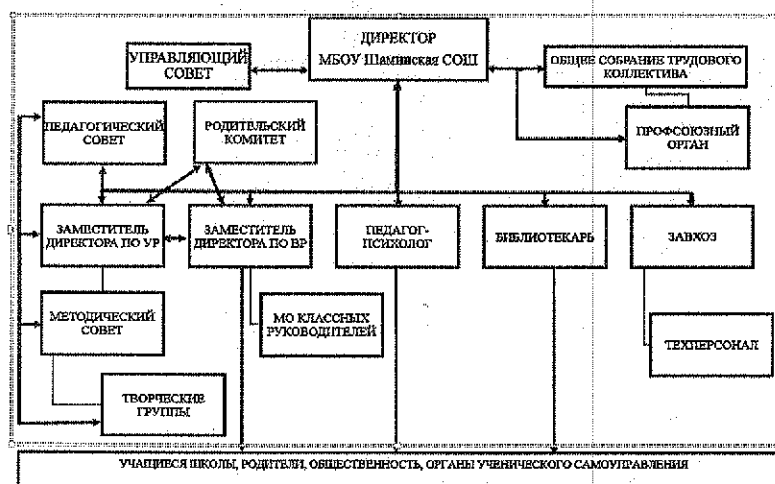 ДИРЕКТОР
МБОУ Шаминская СОШ
УПРАВЛЯЮЩИЙ
СОВЕТ
ОБЩЕЕ СОБРАНИЕ ТРУДОВОГО
КОЛЛЕКТИВА
ПЕДАГОГИЧЕСКИЙ
СОВЕТ
РОДИТЕЛЬСКИЙ
КОМИТЕТ
ПРОФСОЮЗНЫЙ
ОРГАН
ЗАМЕСТИТЕЛЬ
ДИРЕКТОРА ПО УР
ЗАМЕСТИТЕЛЬ
ДИРЕКТОРА ПО ВР
ПЕДАГОГ-
ПСИХОЛОГ
БИБЛИОТЕКАРЬ
ЗАВХОЗ
МЕТОДИЧЕСКИЙ
СОВЕТ
МО КЛАССНЫХ
РУКОВОДИТЕЛЕЙ
ТЕХПЕРСОНАЛ
ТВОРЧЕСКИЕ
ГРУППЫ
УЧАЩИЕСЯ ШКОЛЫ, РОДИТЕЛИ, ОБЩЕСТВЕННОСТЬ, ОРГАНЫ УЧЕНИЧЕСКОГО САМОУПРАВЛЕНИЯ